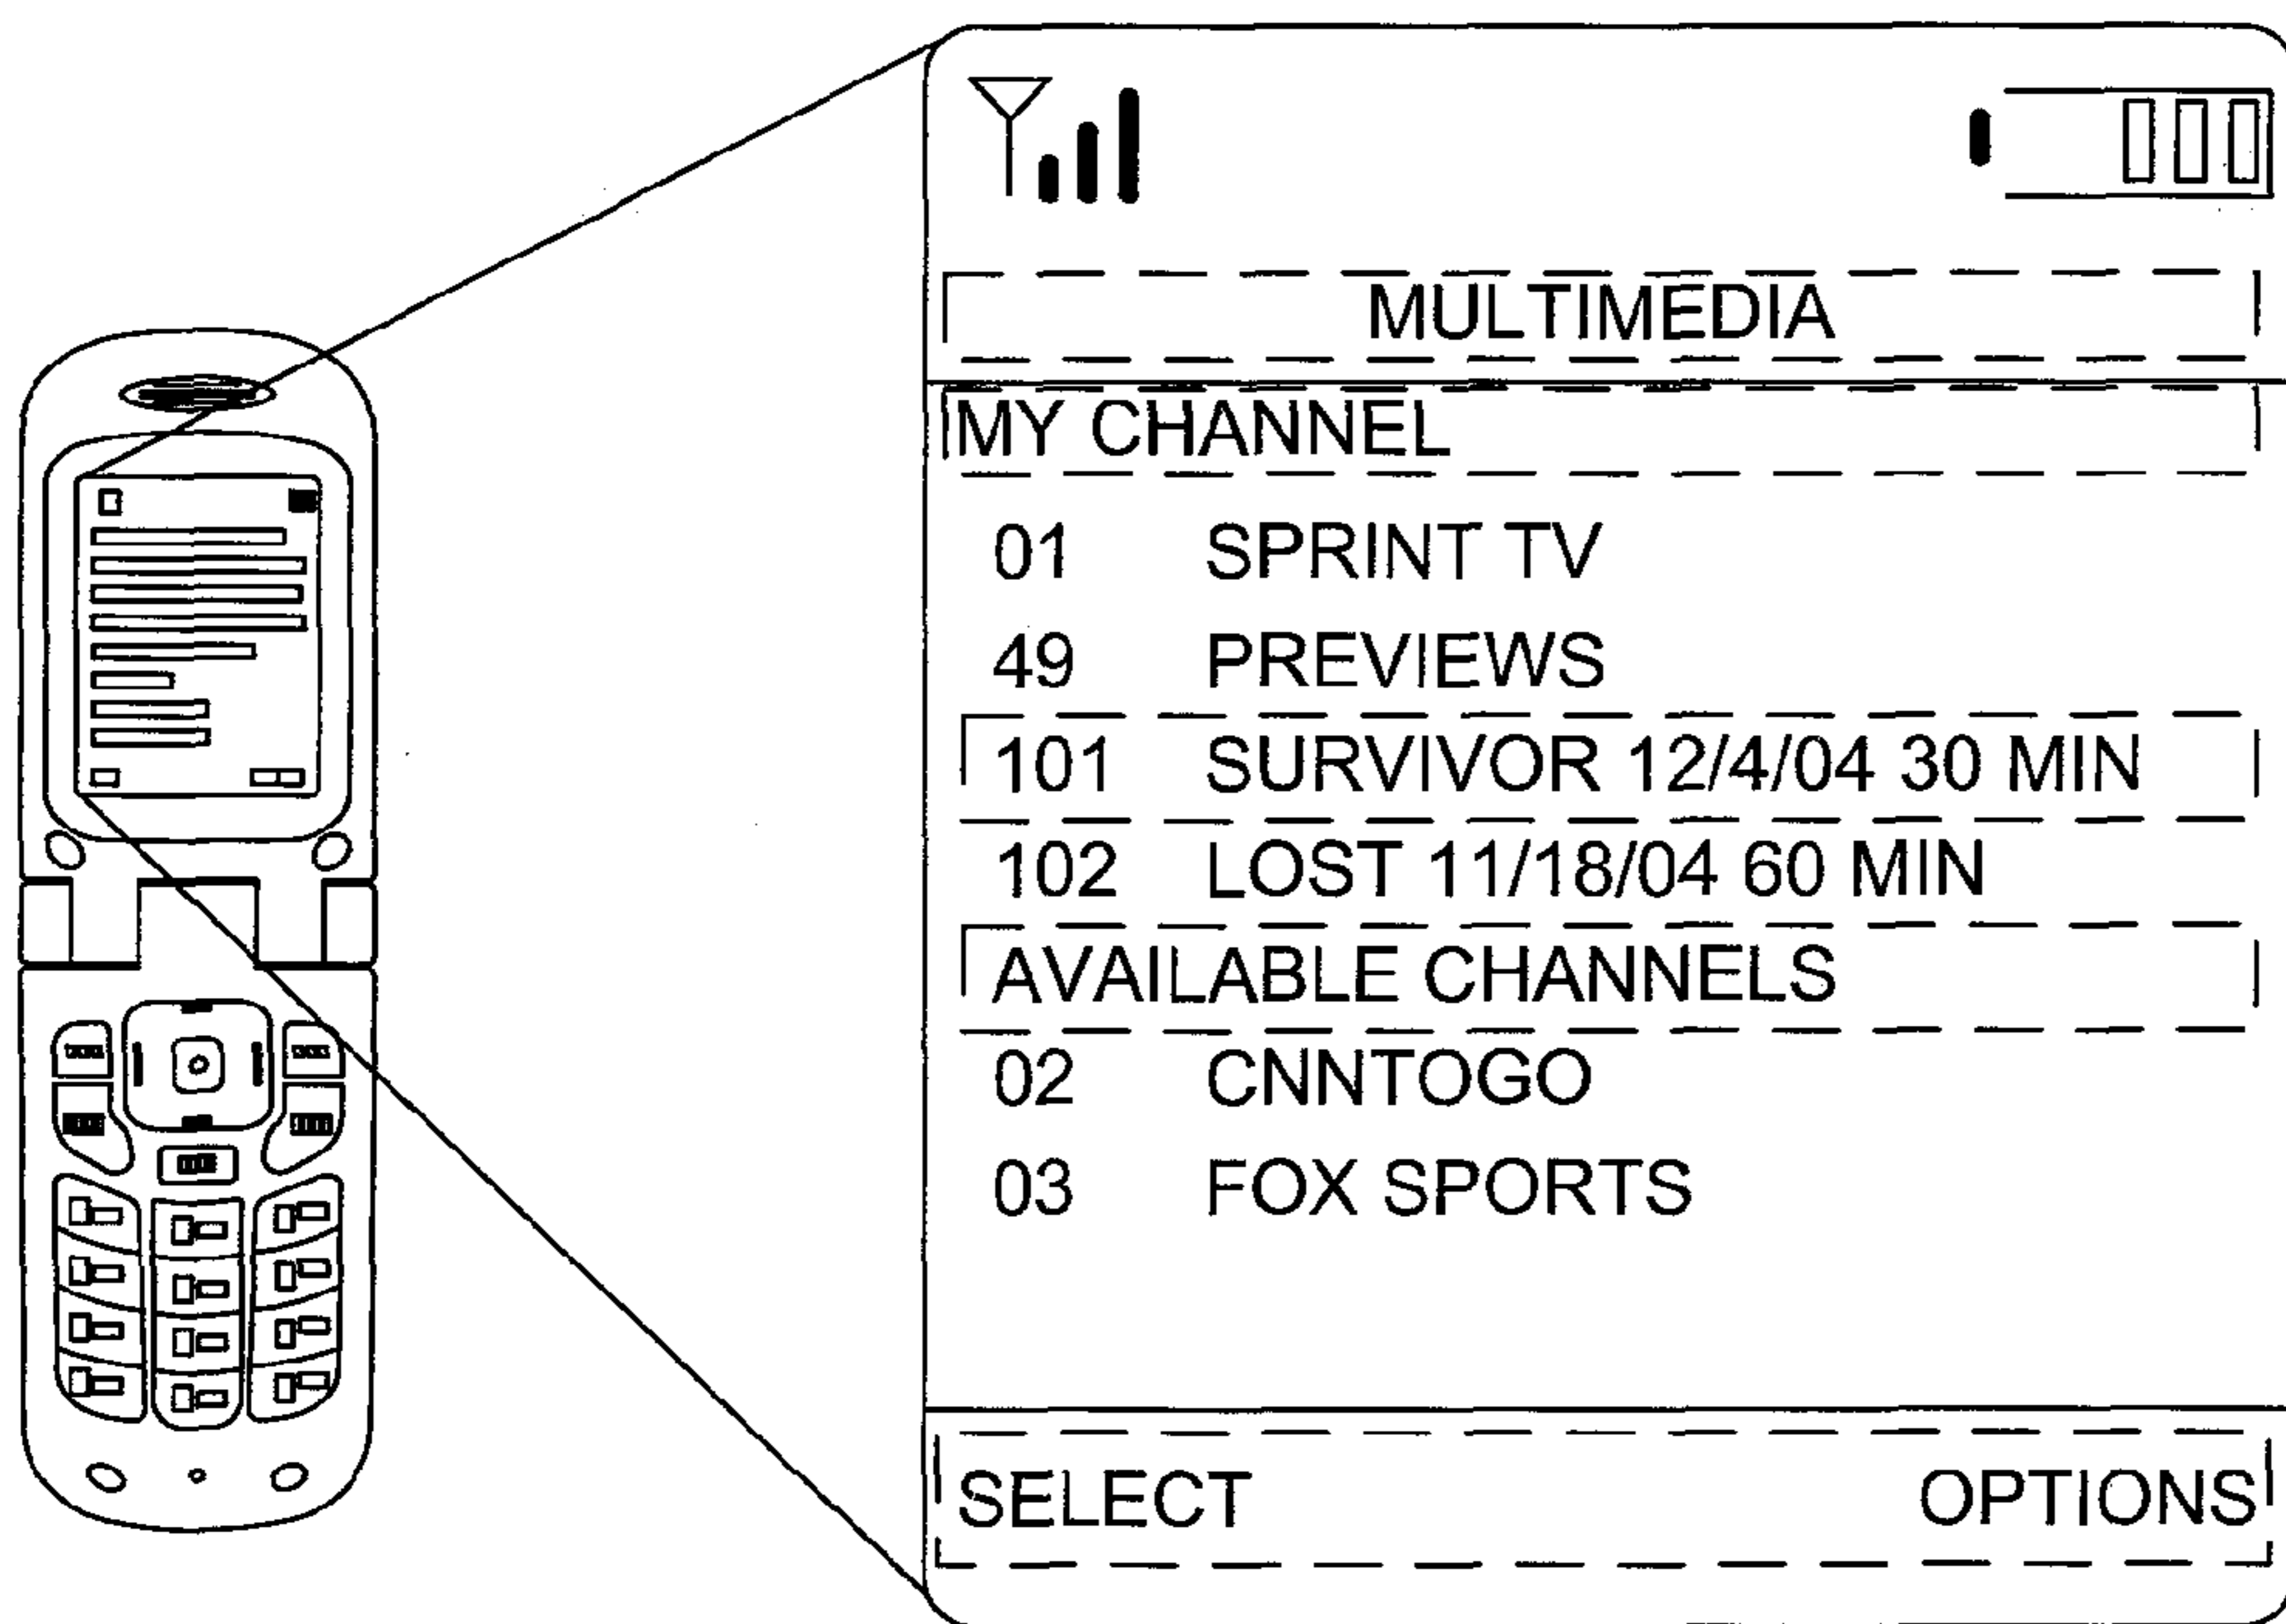 MULTIMEDIA
MY CHANNEL
01 SPRINT TV
49 PREVIEWS
101 SURVIVOR 12/4/04 30 MIN
102 LOST 11/18/04 60 MIN
AVAILABLE CHANNELS
02 CNNTOGO
03 FOX SPORTS
SELECT OPTIONS